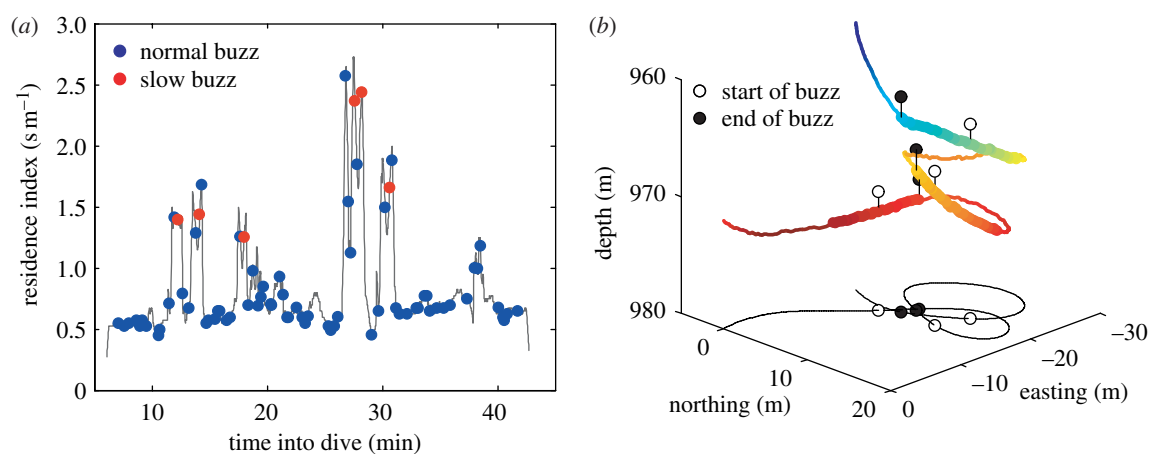 (a)
3.0
2.5
2.0
1.5
1.0
0.5
0
residence index (s m⁻¹)
normal buzz
slow buzz
10
20
30
40
time into dive (min)
(b)
960
970
980
depth (m)
start of buzz
end of buzz
0
10
20
northing (m)
0
–10
–20
–30
easting (m)